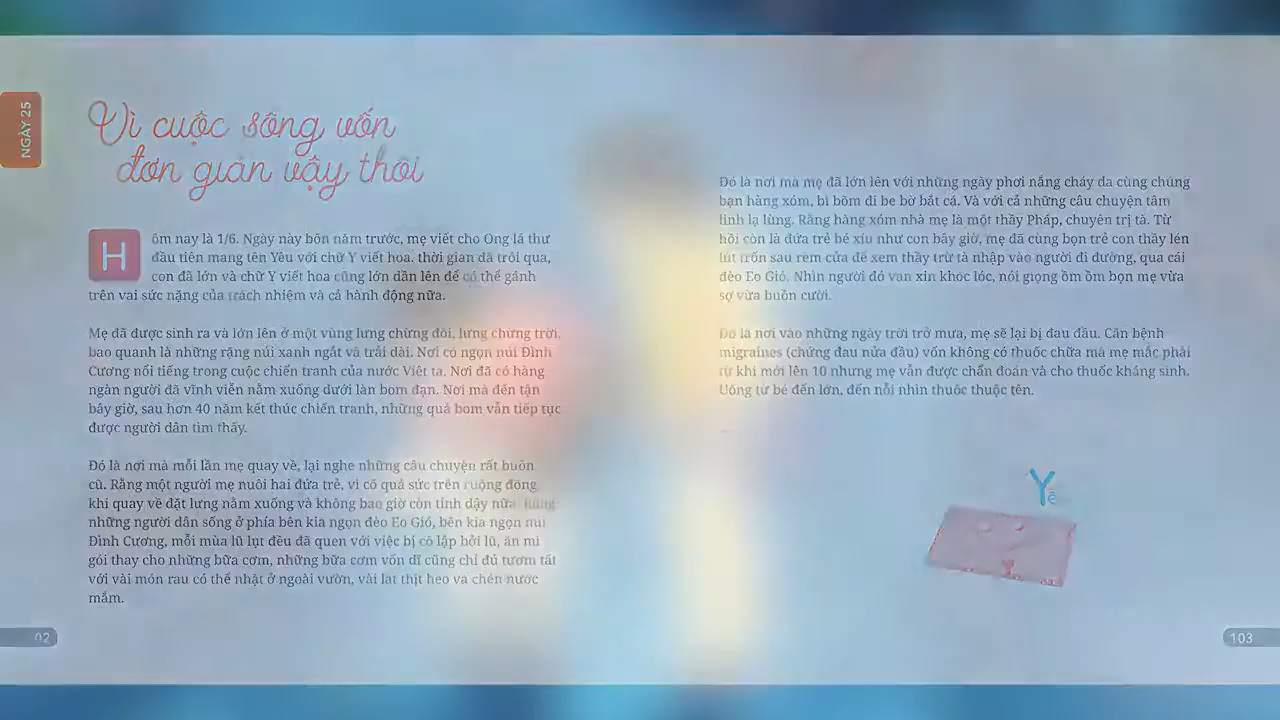 NGÀY 25
Vì cuộc sống vốn
đơn giản vậy thôi
Hôm nay là 1/6. Ngày này bốn năm trước, mẹ viết cho Ong lá thư
đầu tiên mang tên Yêu với chữ Y viết hoa. thời gian đã trôi qua,
con đã lớn và chữ Y viết hoa cũng lớn dần lên để có thể gánh
trên vai sức nặng của trách nhiệm và cả hành động nữa.
Mẹ đã được sinh ra và lớn lên ở một vùng lưng chừng đồi, lưng chừng trời,
bao quanh là những rặng núi xanh ngắt và trải dài. Nơi có ngọn núi Đình
Cương nổi tiếng trong cuộc chiến tranh của nước Việt ta. Nơi đã có hàng
ngàn người đã vĩnh viễn nằm xuống dưới làn bom đạn. Nơi mà đến tận
bây giờ, sau hơn 40 năm kết thúc chiến tranh, những quả bom vẫn tiếp tục
được người dân tìm thấy.
Đó là nơi mà mỗi lần mẹ quay về, lại nghe những câu chuyện rất buồn
cũ. Rằng một người mẹ nuôi hai đứa trẻ, vì cố quá sức trên ruộng đồng
khi quay về đặt lưng nằm xuống và không bao giờ còn tỉnh dậy nữa. Rằng
những người dân sống ở phía bên kia ngọn đèo Eo Gió, bên kia ngọn núi
Đình Cương, mỗi mùa lũ lụt đều đã quen với việc bị cô lập bởi lũ, ăn mì
gói thay cho những bữa cơm, những bữa cơm vốn dĩ cũng chỉ đủ tươm tất
với vài món rau có thể nhặt ở ngoài vườn, vài lát thịt heo và chén nước
mắm.
02
Đó là nơi mà mẹ đã lớn lên với những ngày phơi nắng cháy da cùng chúng
bạn hàng xóm, bì bõm đi be bờ bắt cá. Và với cả những câu chuyện tâm
linh lạ lùng. Rằng hàng xóm nhà mẹ là một thầy Pháp, chuyên trị tà. Từ
hồi còn là đứa trẻ bé xíu như con bây giờ, mẹ đã cùng bọn trẻ con thầy lén
lút trốn sau rèm cửa để xem thầy trừ tà nhập vào người đi đường, qua cái
đèo Eo Gió. Nhìn người đó van xin khóc lóc, nói giọng ồm ồm bọn mẹ vừa
sợ vừa buồn cười.
Đó là nơi vào những ngày trời trở mưa, mẹ sẽ lại bị đau đầu. Căn bệnh
migraines (chứng đau nửa đầu) vốn không có thuốc chữa mà mẹ mắc phải
từ khi mới lên 10 nhưng mẹ vẫn được chẩn đoán và cho thuốc kháng sinh.
Uống từ bé đến lớn, đến nỗi nhìn thuốc thuộc tên.
103